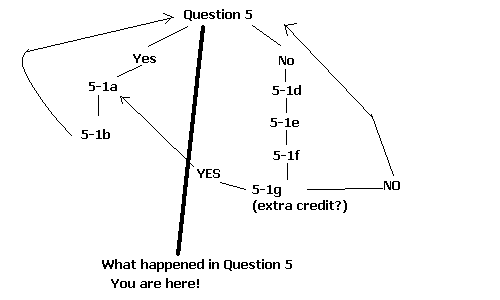 Question 5
Yes
No
5-1a
5-1d
5-1b
5-1e
5-1f
YES
5-1g
NO
(extra credit?)
What happened in Question 5
You are here!